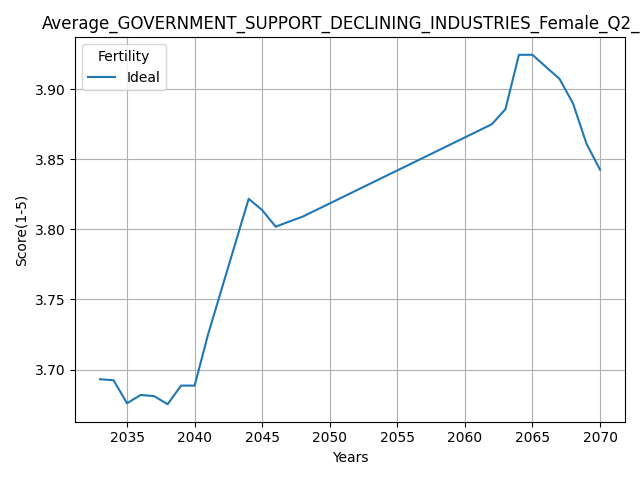 Average_GOVERNMENT_SUPPORT_DECLINING_INDUSTRIES_Female_Q2_
Fertility
Ideal
3.90
3.85
3.80
3.75
3.70
Score(1-5)
2035 2040 2045 2050 2055 2060 2065 2070
Years